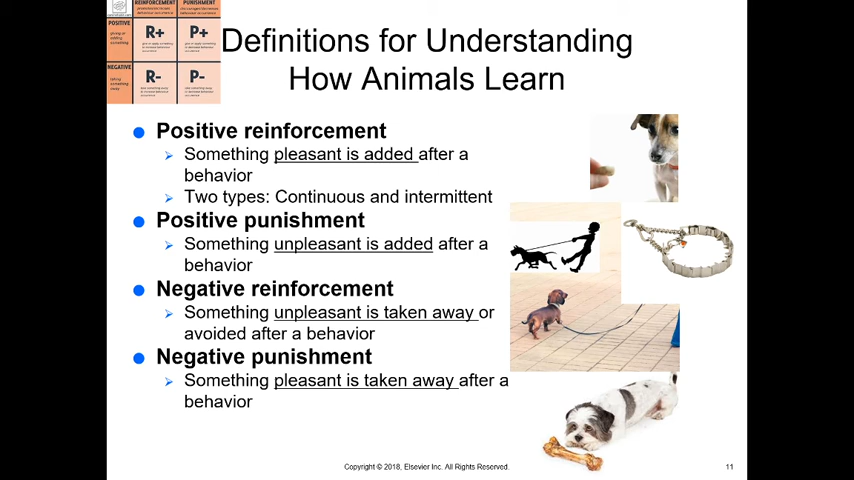 REINFORCEMENT
PUNISHMENT
POSITIVE
R+
P+
NEGATIVE
R-
P-
Definitions for Understanding
How Animals Learn
Positive reinforcement
Something pleasant is added after a
behavior
Two types: Continuous and intermittent
Positive punishment
Something unpleasant is added after a
behavior
Negative reinforcement
Something unpleasant is taken away or
avoided after a behavior
Negative punishment
Something pleasant is taken away after a
behavior
Copyright © 2018, Elsevier Inc. All Rights Reserved.
11